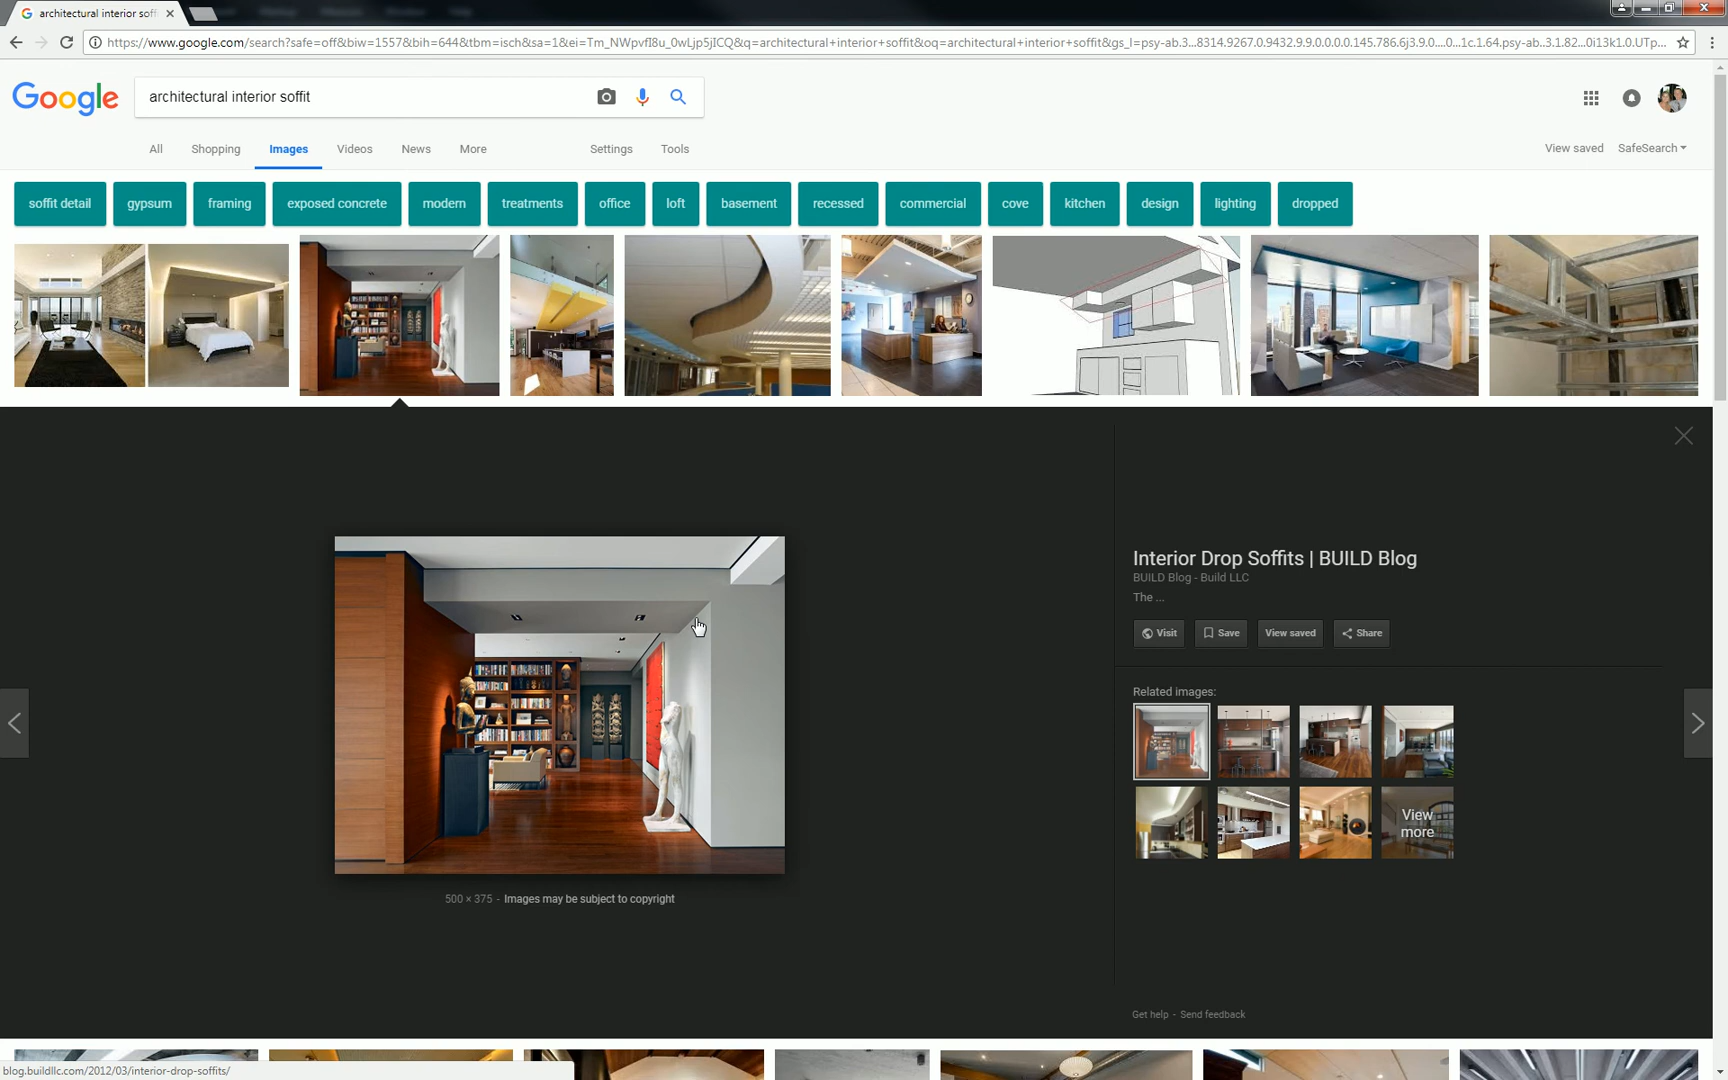 architectural interior soff
https://www.google.com/search?safe=off&biw=1557&bih=644&tbm=isch&sa=1&ei=Tm_NWpvfI8u_0wLjp5jICQ&q=architectural+interior+soffit&oq=architectural+interior+soffit&gs_l=psy-ab.3...8314.9267.0.9432.9.9.0.0.0.0.145.786.6j3.9.0....0...1c.1.64.psy-ab..3.1.82...0i13k1.0.UTp...
Google
architectural interior soffit
All Shopping Images Videos News More Settings Tools View saved SafeSearch
soffit detail gypsum framing exposed concrete modern treatments office loft basement recessed commercial cove kitchen design lighting dropped
Interior Drop Soffits | BUILD Blog
BUILD Blog - Build LLC
The ...
Visit Save View saved Share
Related images:
View
more
500 × 375 - Images may be subject to copyright
Get help - Send feedback
blog.buildllc.com/2012/03/interior-drop-soffits/